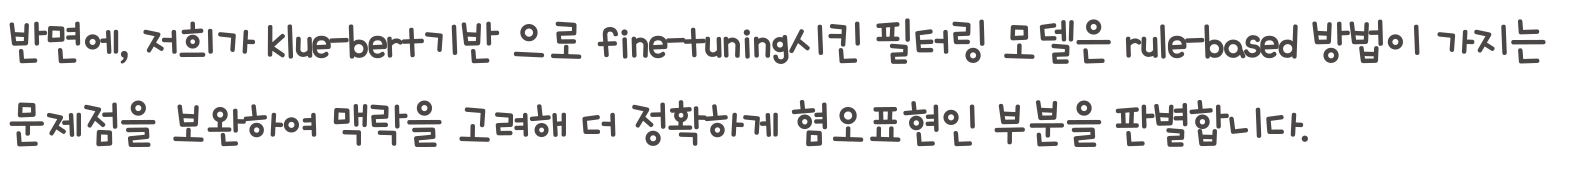 반면에, 저희가 klue-bert기반 으로 fine-tuning시킨 필터링 모델은 rule-based 방법이 가지는
문제점을 보완하여 맥락을 고려해 더 정확하게 혐오표현인 부분을 판별합니다.